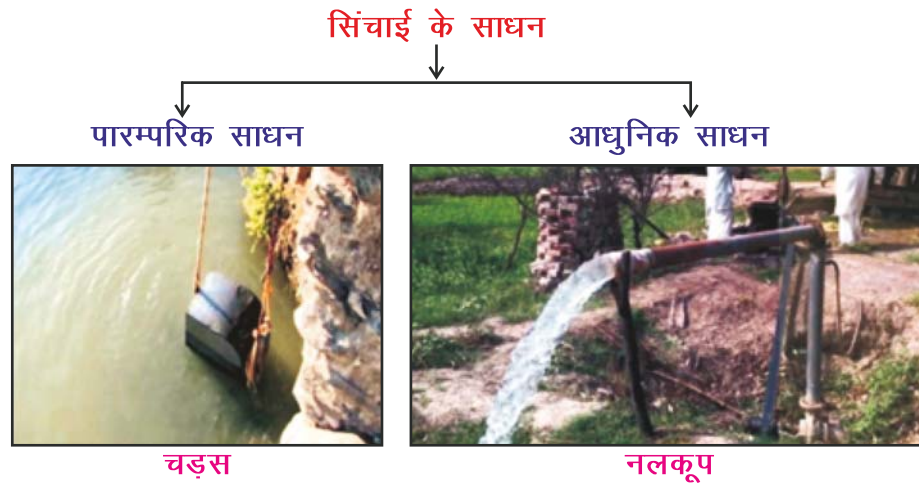 सिंचाई के साधन
पारम्परिक साधन
आधुनिक साधन
चड़स
नलकूप